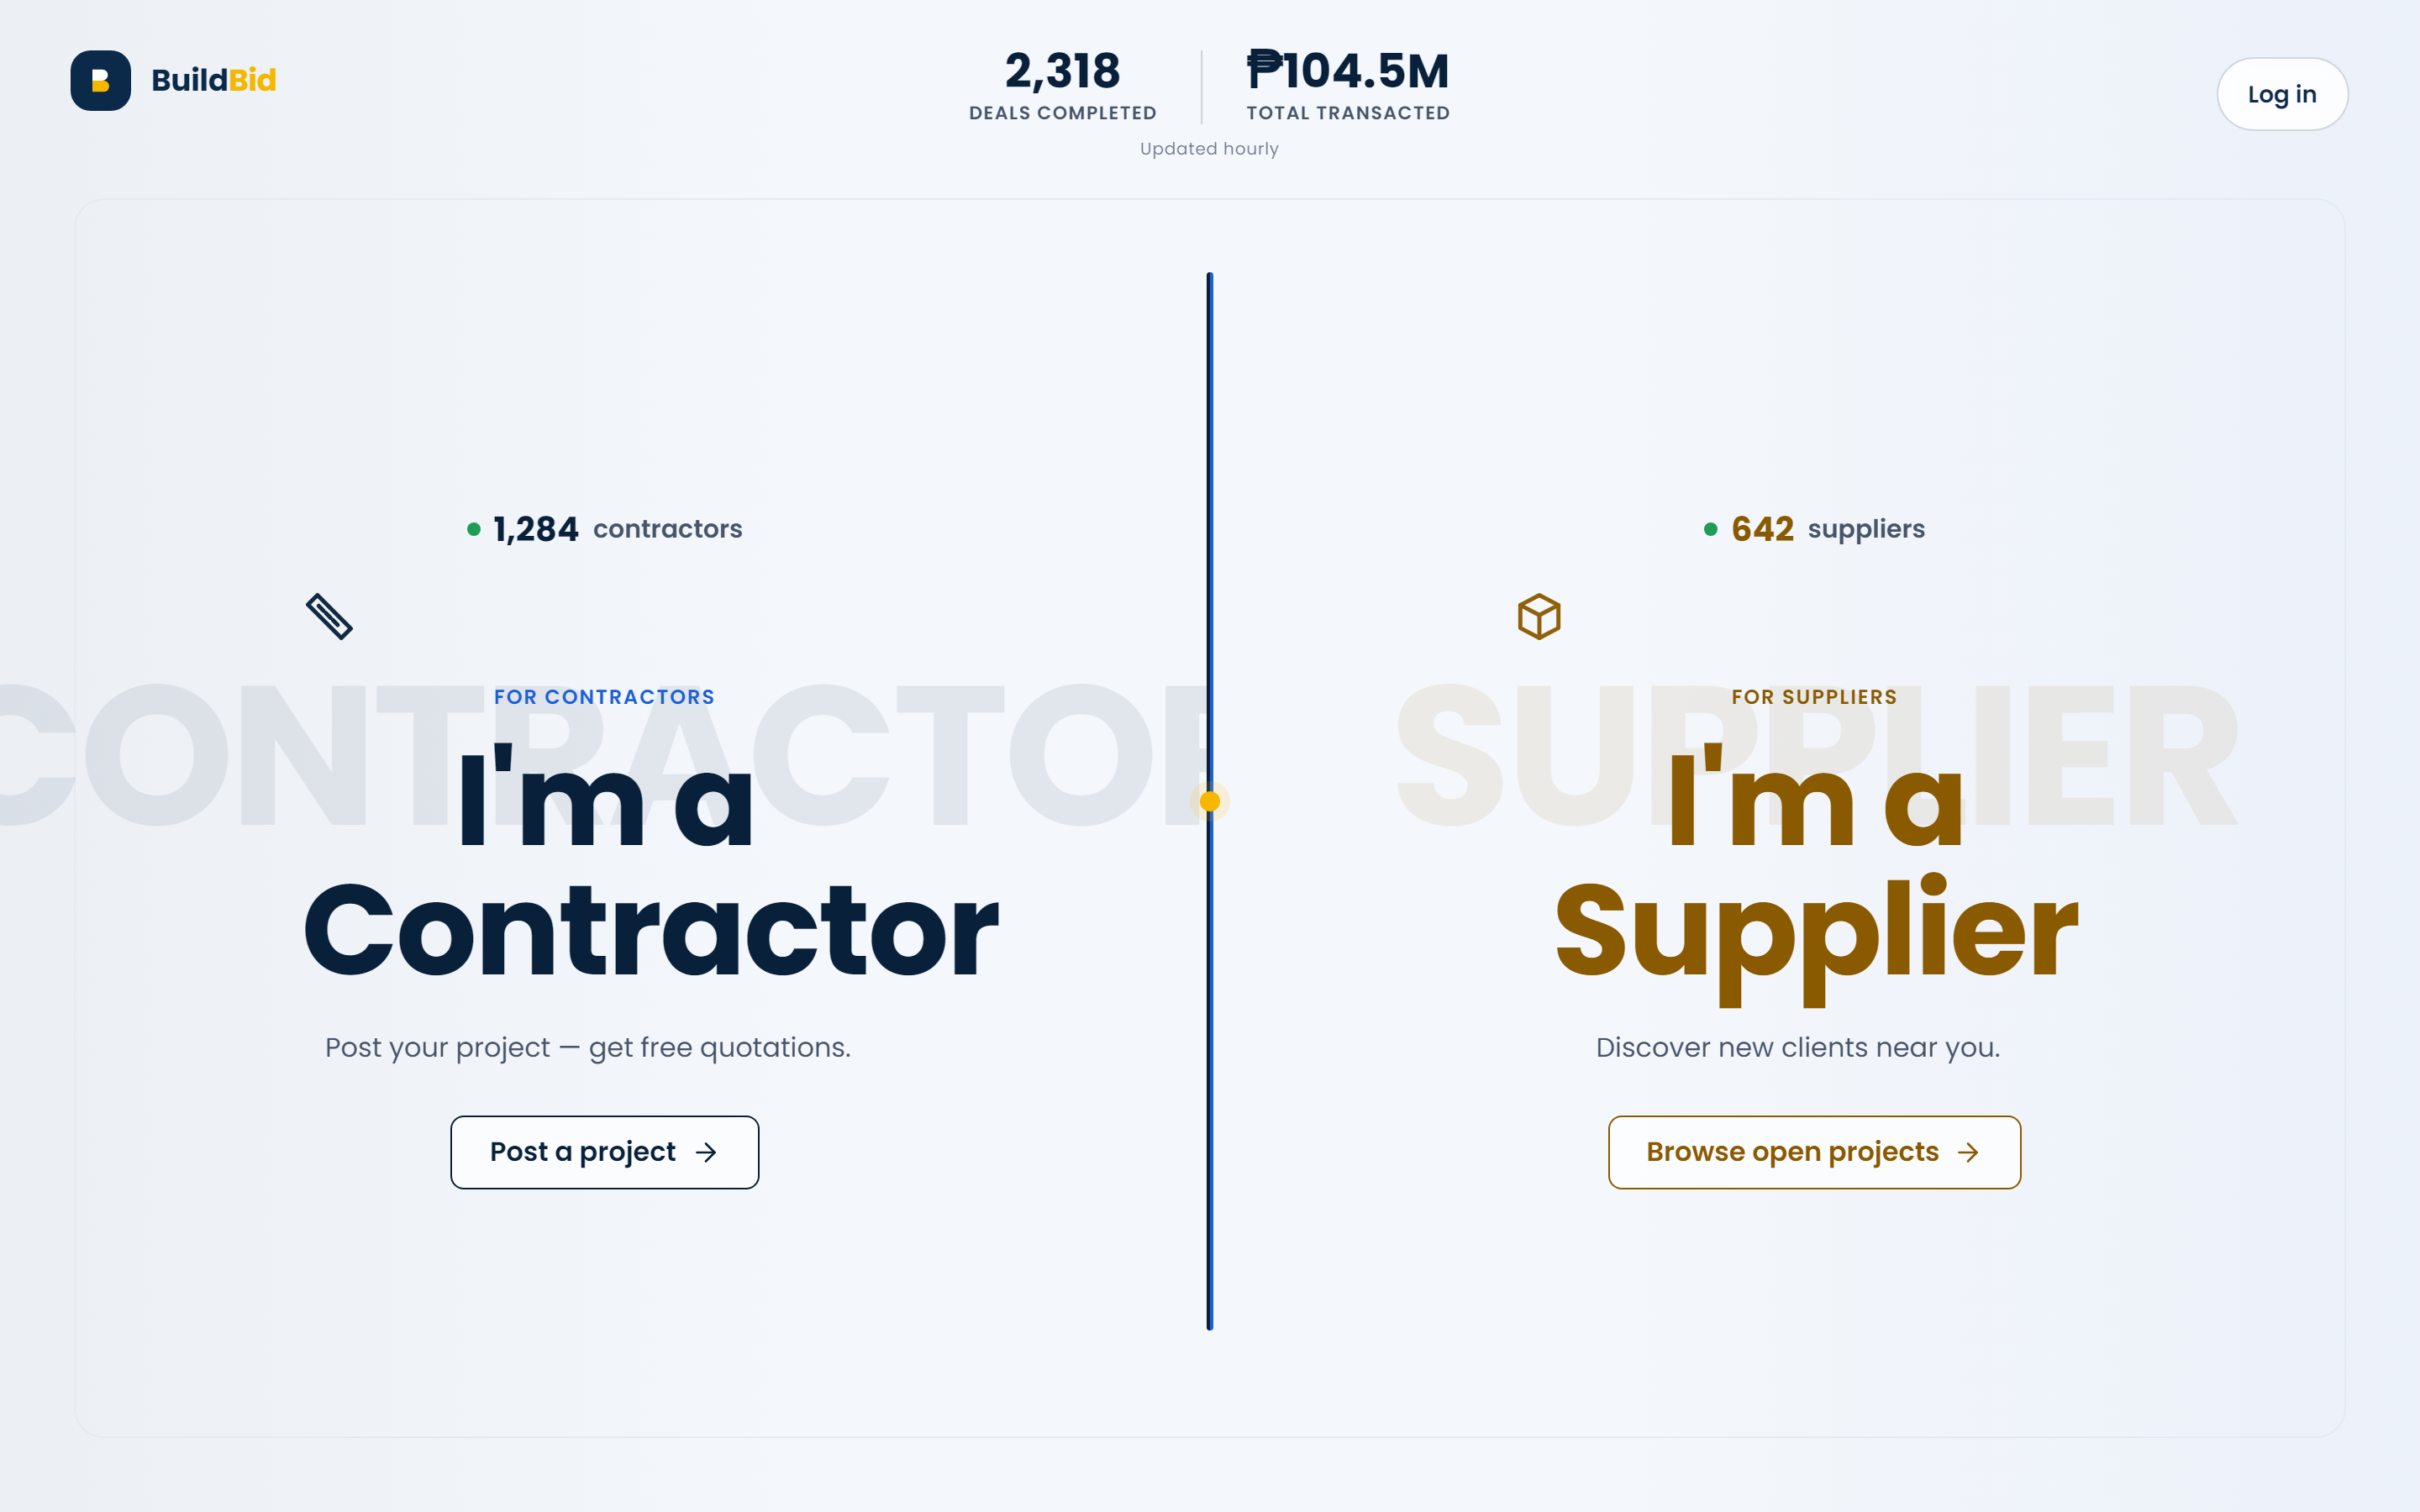 BuildBid
2,318
DEALS COMPLETED
₱104.5M
TOTAL TRANSACTED
Updated hourly
Log in
1,284 contractors
CONTRACTOR
FOR CONTRACTORS
I'm a
Contractor
Post your project — get free quotations.
Post a project →
642 suppliers
SUPPLIER
FOR SUPPLIERS
I'm a
Supplier
Discover new clients near you.
Browse open projects →